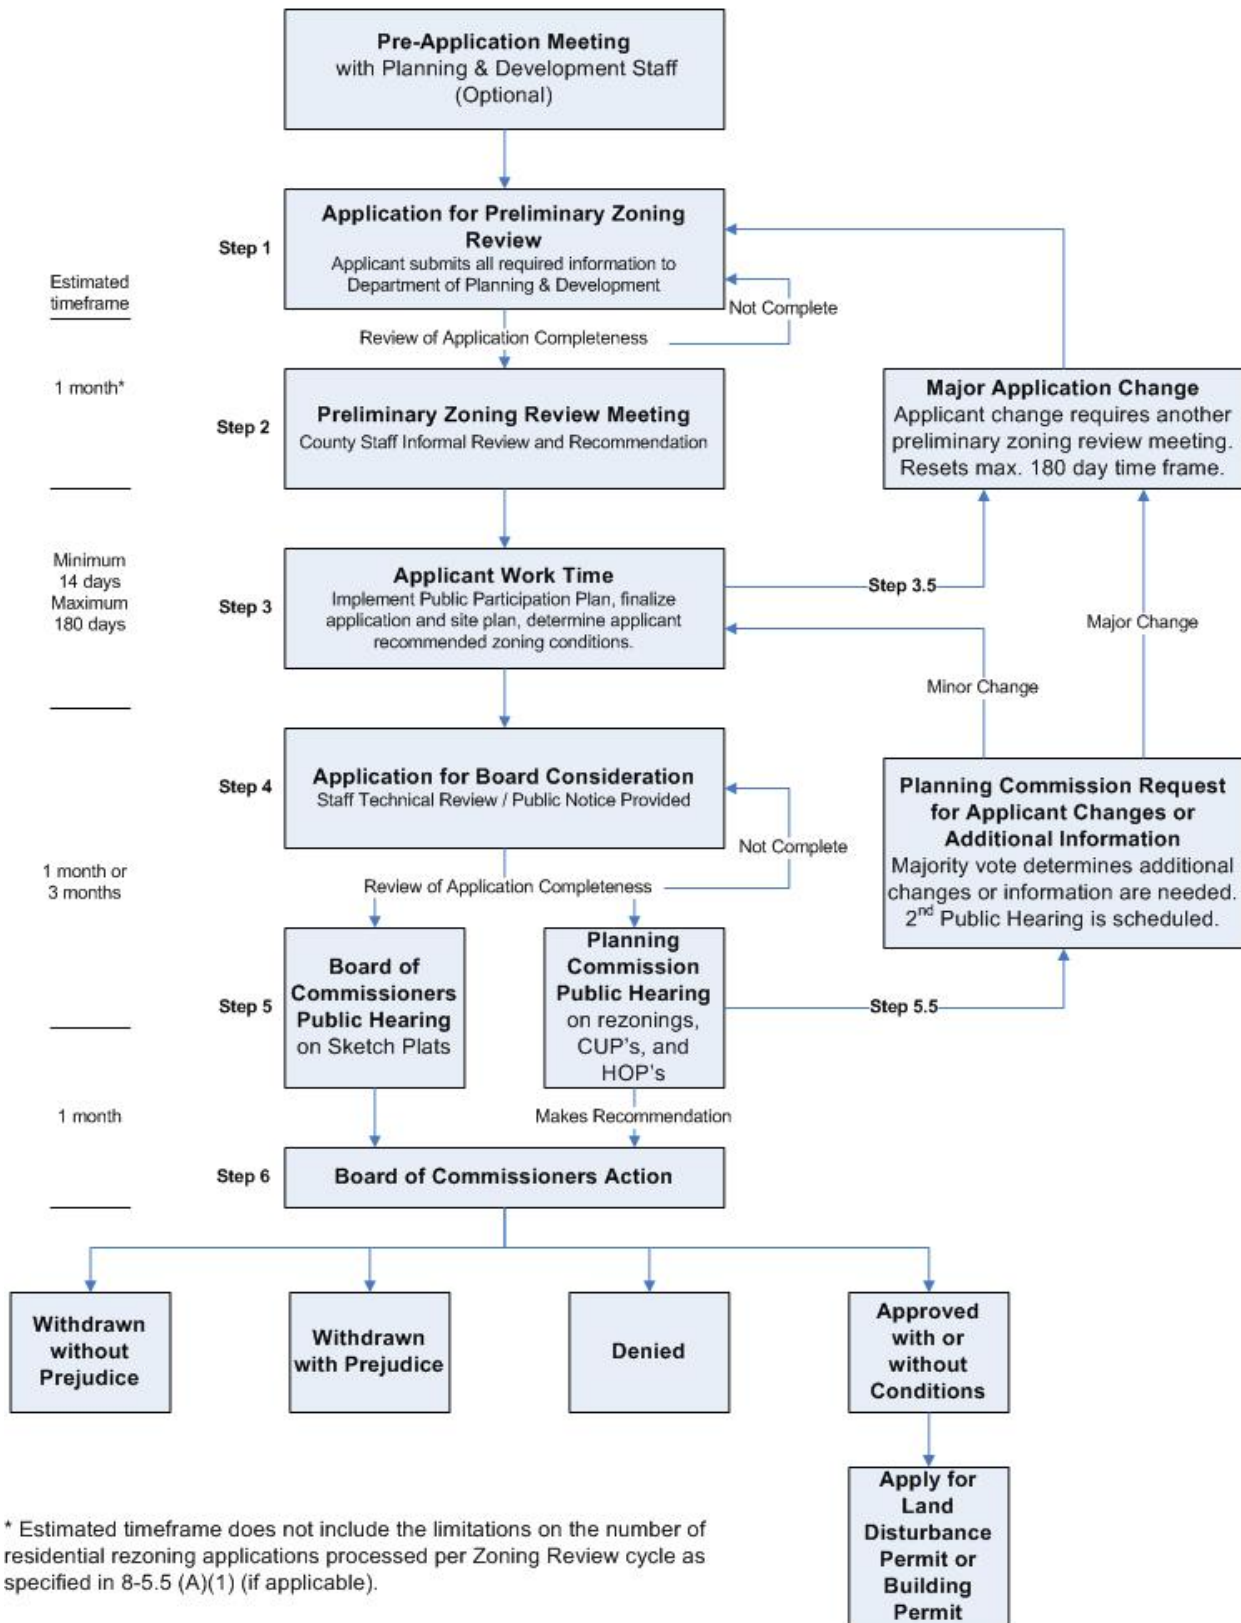 Pre-Application Meeting
with Planning & Development Staff
(Optional)
Step 1
Application for Preliminary Zoning
Review
Applicant submits all required information to
Department of Planning & Development
Estimated
timeframe
Not Complete
Review of Application Completeness
1 month*
Step 2
Preliminary Zoning Review Meeting
County Staff Informal Review and Recommendation
Major Application Change
Applicant change requires another
preliminary zoning review meeting.
Resets max. 180 day time frame.
Minimum
14 days
Maximum
180 days
Step 3
Applicant Work Time
Implement Public Participation Plan, finalize
application and site plan, determine applicant
recommended zoning conditions.
Step 3.5
Major Change
Minor Change
Step 4
Application for Board Consideration
Staff Technical Review / Public Notice Provided
Not Complete
Planning Commission Request
for Applicant Changes or
Additional Information
Majority vote determines additional
changes or information are needed.
2nd Public Hearing is scheduled.
1 month or
3 months
Review of Application Completeness
Step 5
Board of
Commissioners
Public Hearing
on Sketch Plats
Planning
Commission
Public Hearing
on rezonings,
CUP's, and
HOP's
Step 5.5
1 month
Makes Recommendation
Step 6
Board of Commissioners Action
Withdrawn
without
Prejudice
Withdrawn
with Prejudice
Denied
Approved
with or
without
Conditions
Apply for
Land
Disturbance
Permit or
Building
Permit
* Estimated timeframe does not include the limitations on the number of
residential rezoning applications processed per Zoning Review cycle as
specified in 8-5.5 (A)(1) (if applicable).